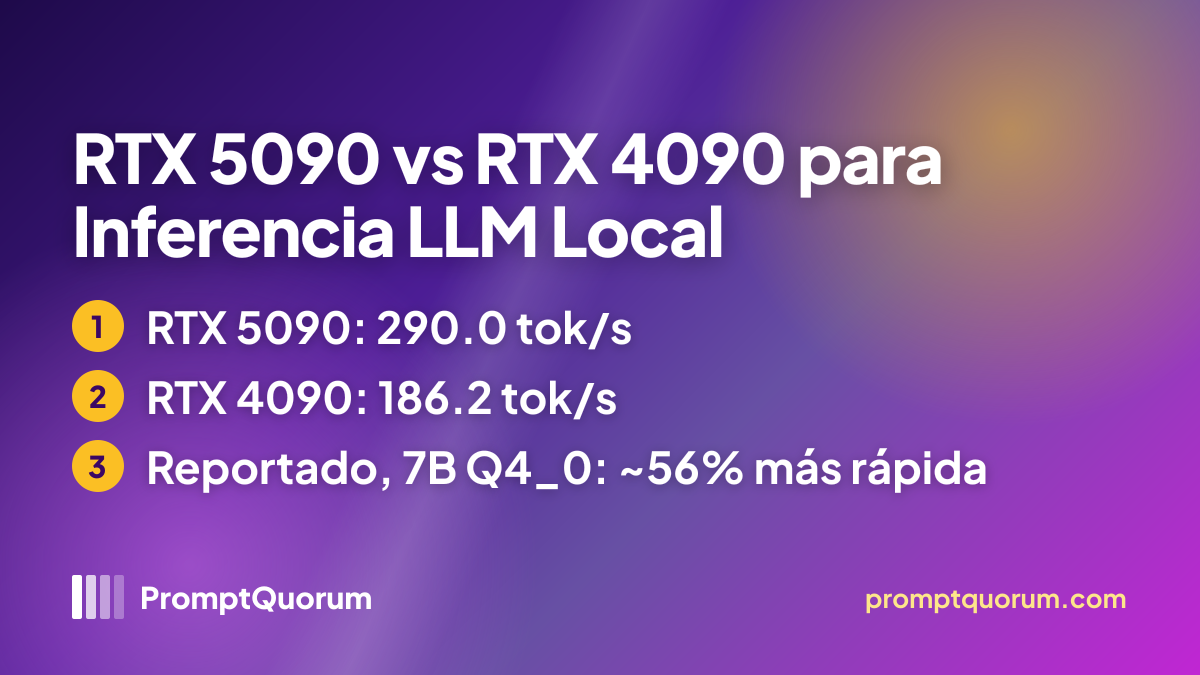 RTX 5090 vs RTX 4090 para
Inferencia LLM Local
1 RTX 5090: 290.0 tok/s
2 RTX 4090: 186.2 tok/s
3 Reportado, 7B Q4_0: ~56% más rápida
PromptQuorum
promptquorum.com